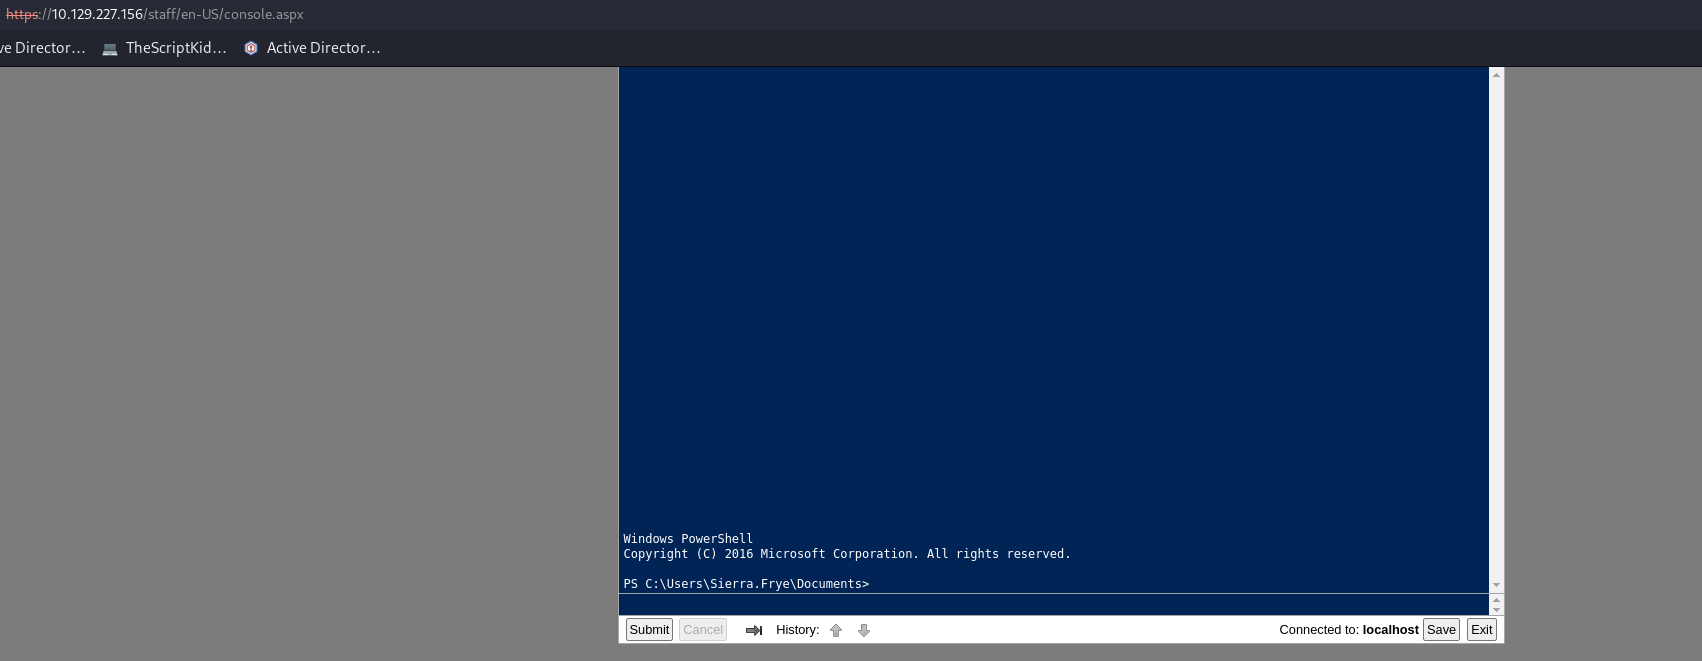 https://10.129.227.156/staff/en-US/console.aspx
ve Director… TheScriptKid… Active Director…
Windows PowerShell
Copyright (C) 2016 Microsoft Corporation. All rights reserved.
PS C:\Users\Sierra.Frye\Documents>
Submit Cancel History: Connected to: localhost Save Exit